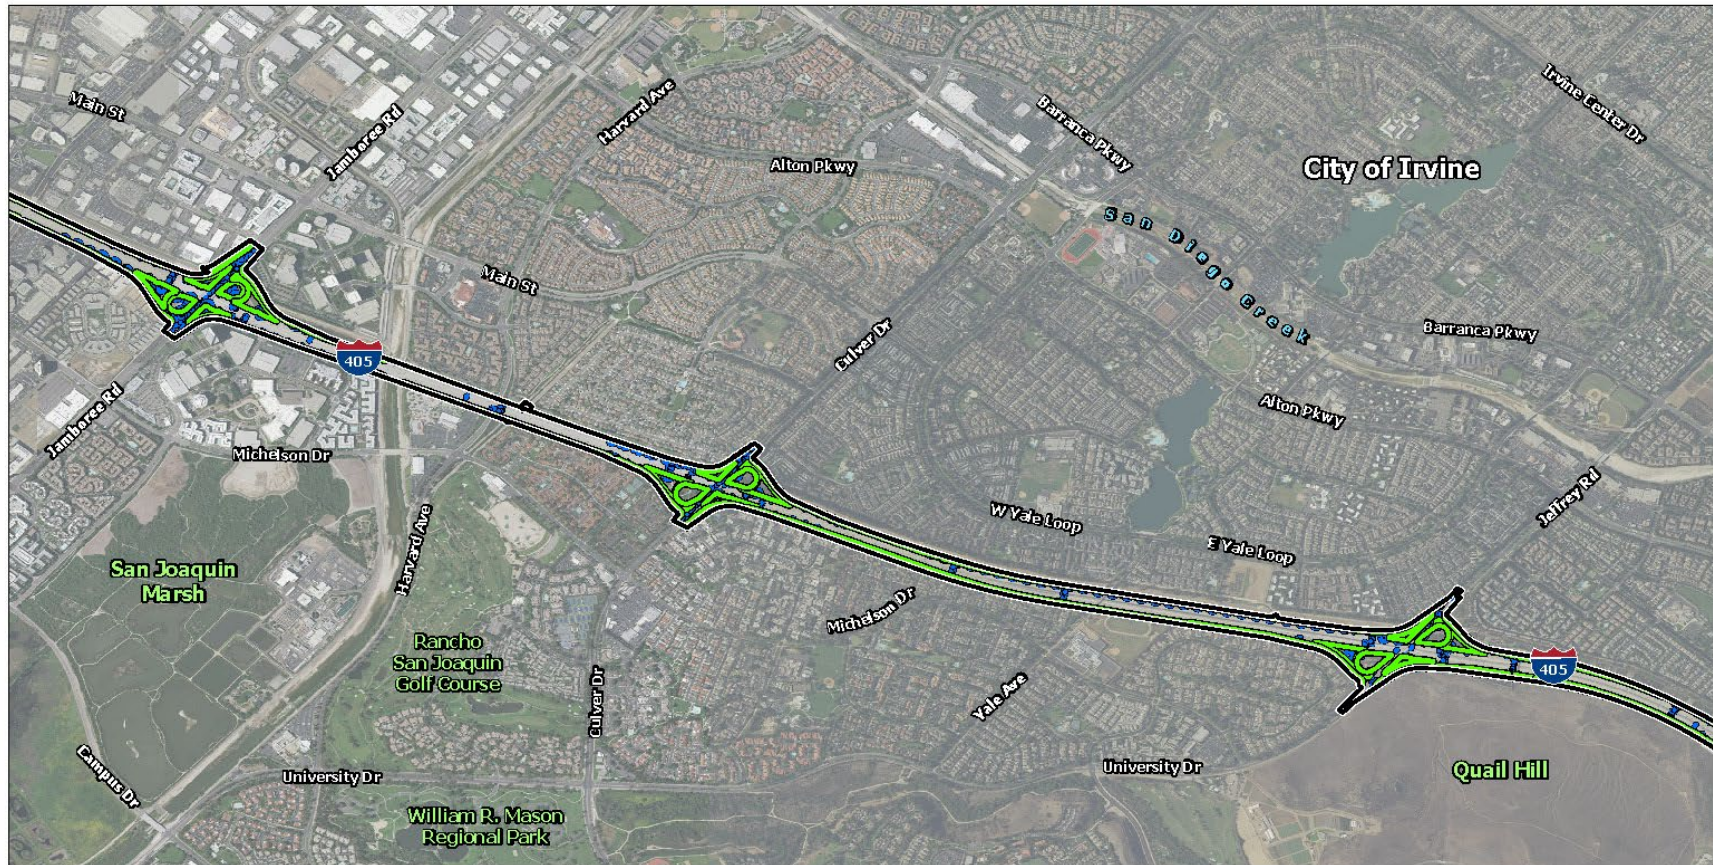 Main St
Jamboree Rd
Harvard Ave
Alton Pkwy
Barranca Pkwy
Irvine Center Dr
City of Irvine
San Diego Creek
Main St
Culver Dr
Barranca Pkwy
405
Jamboree Rd
Michelson Dr
Alton Pkwy
Jeffrey Rd
W Yale Loop
E Yale Loop
Harvard Ave
San Joaquin
Marsh
Michelson Dr
Rancho
San Joaquin
Golf Course
Culver Dr
Yale Ave
405
Campus Dr
University Dr
University Dr
Quail Hill
William R. Mason
Regional Park